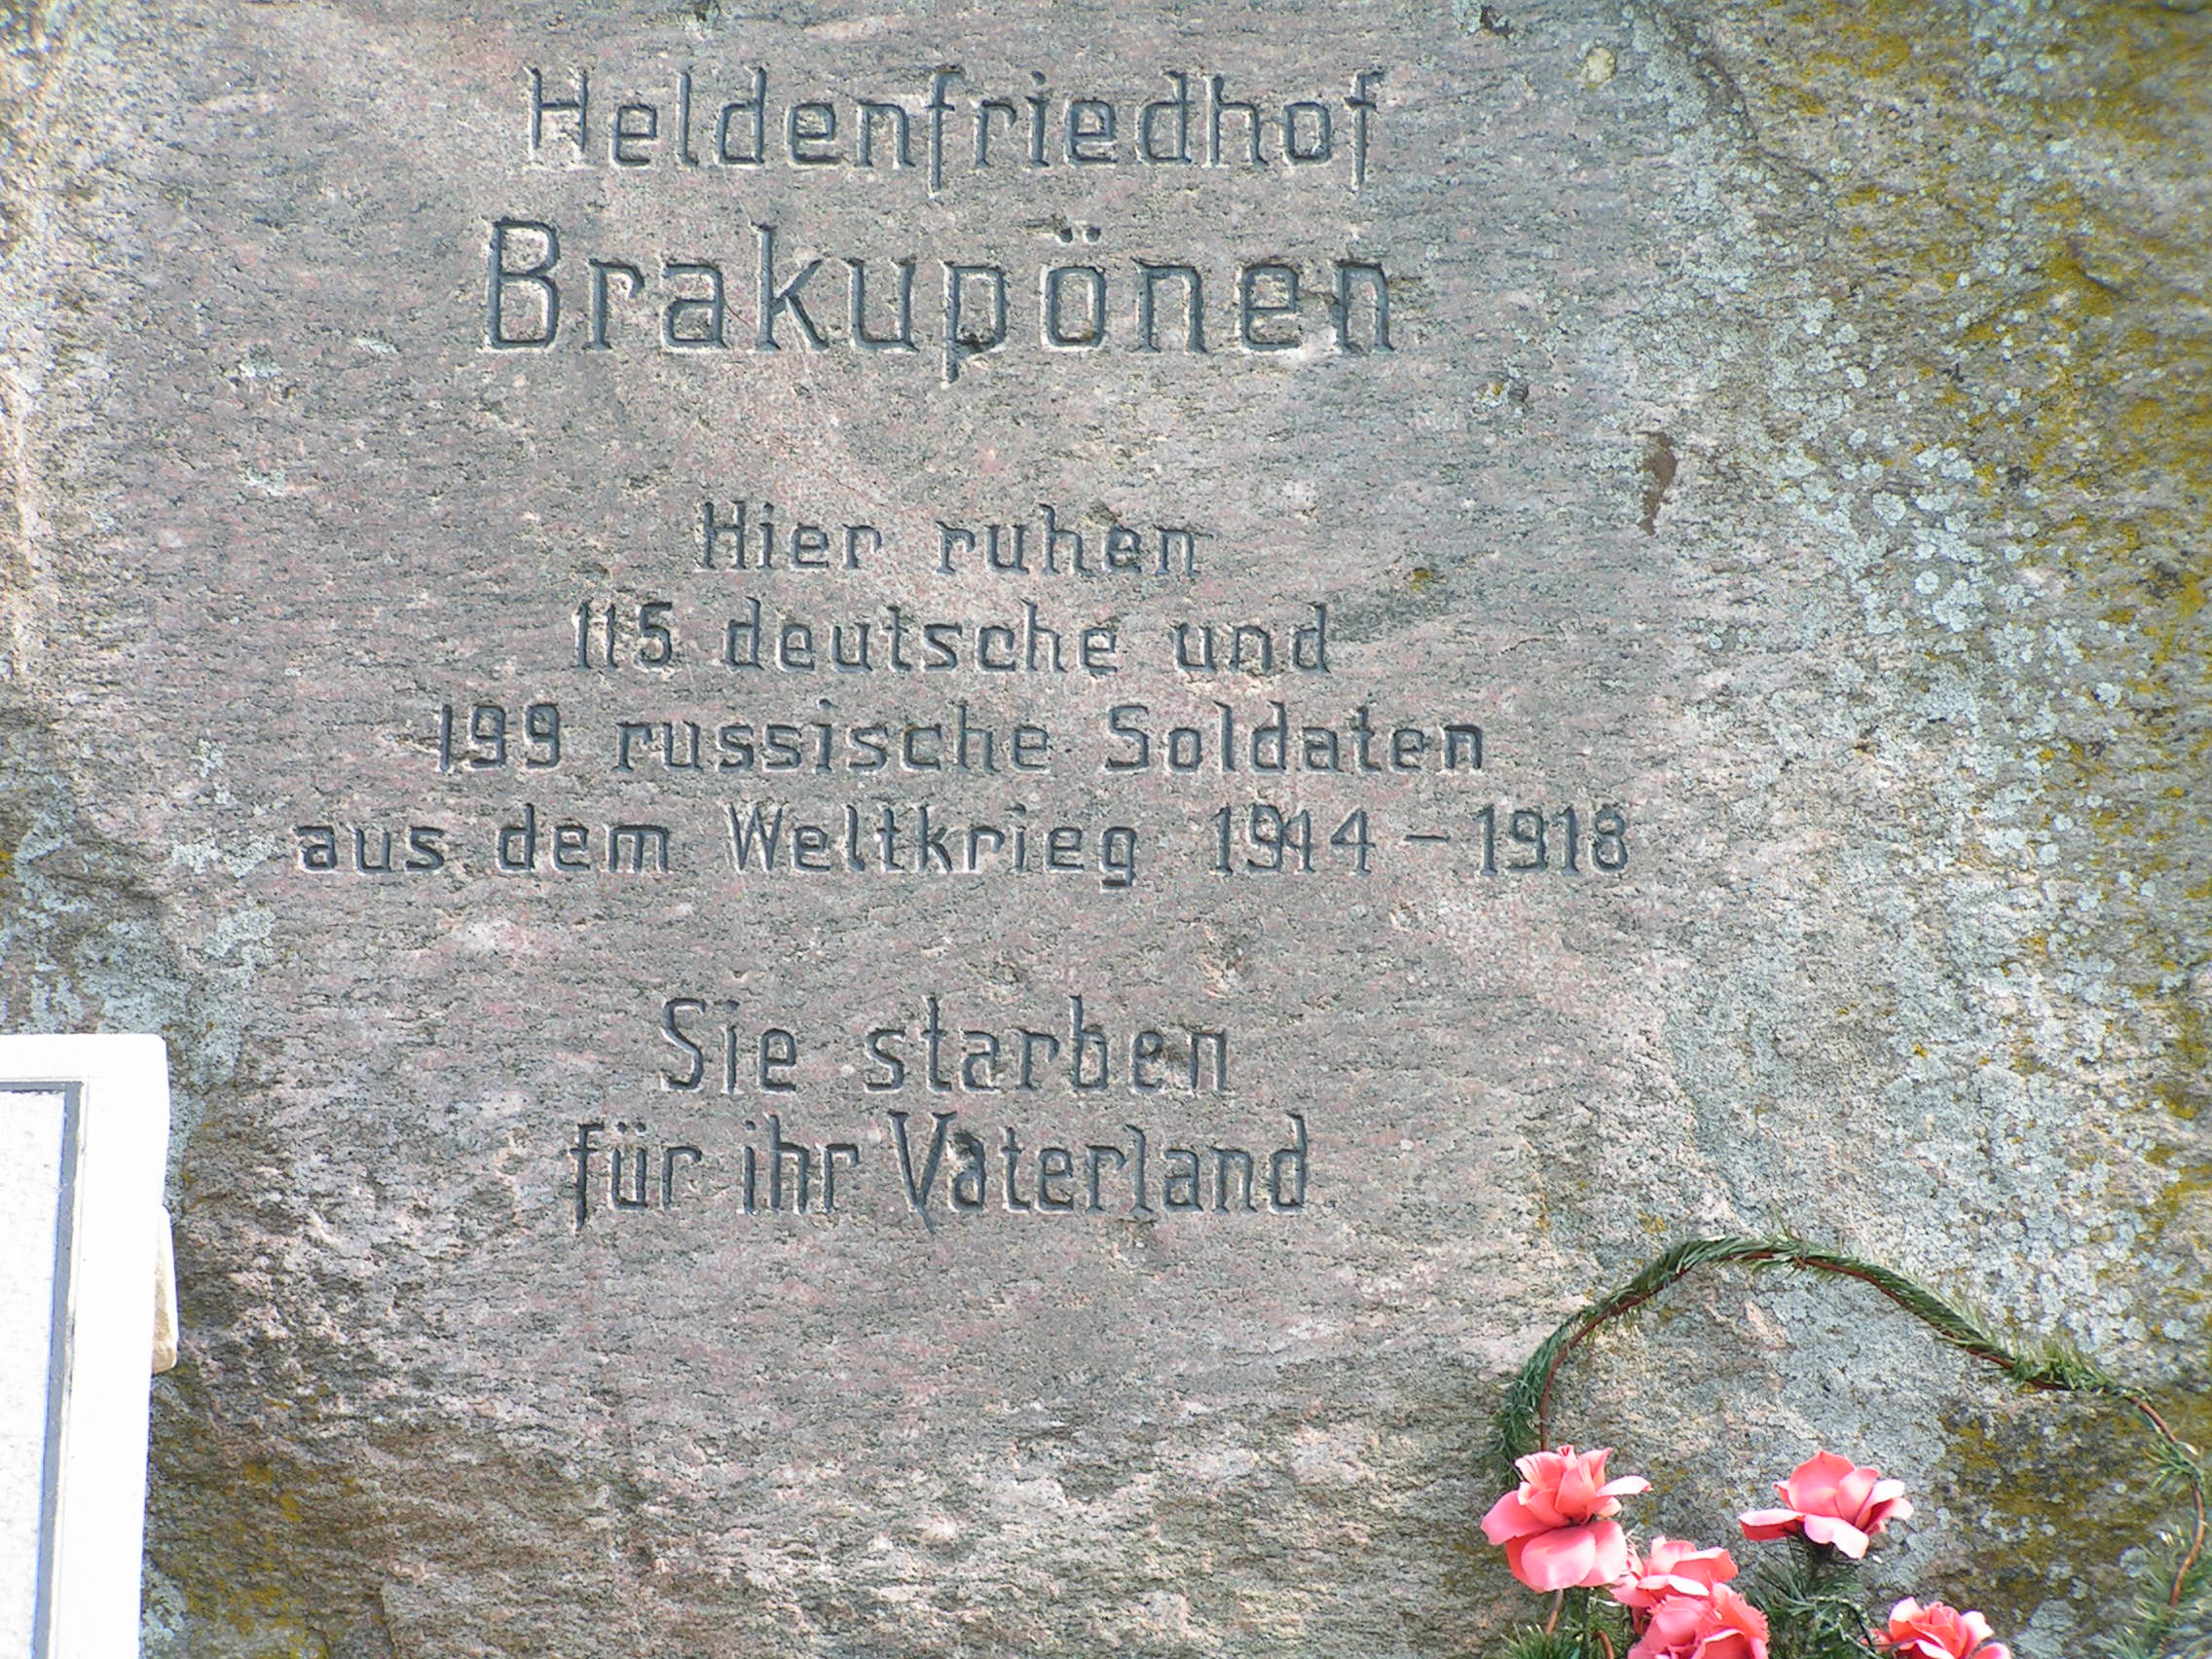 Heldenfriedhof
Brakupönen
Hier ruhen
115 deutsche und
199 russische Soldaten
aus dem Weltkrieg 1914 – 1918
Sie starben
für ihr Vaterland